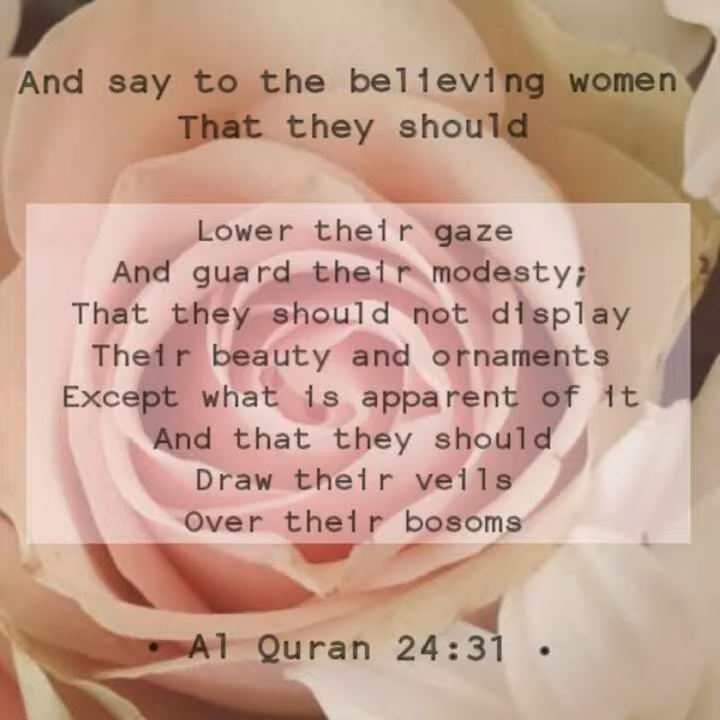 And say to the believing women
That they should
Lower their gaze
And guard their modesty;
That they should not display
Their beauty and ornaments
Except what is apparent of it
And that they should
Draw their veils
Over their bosoms
• Al Quran 24:31 •